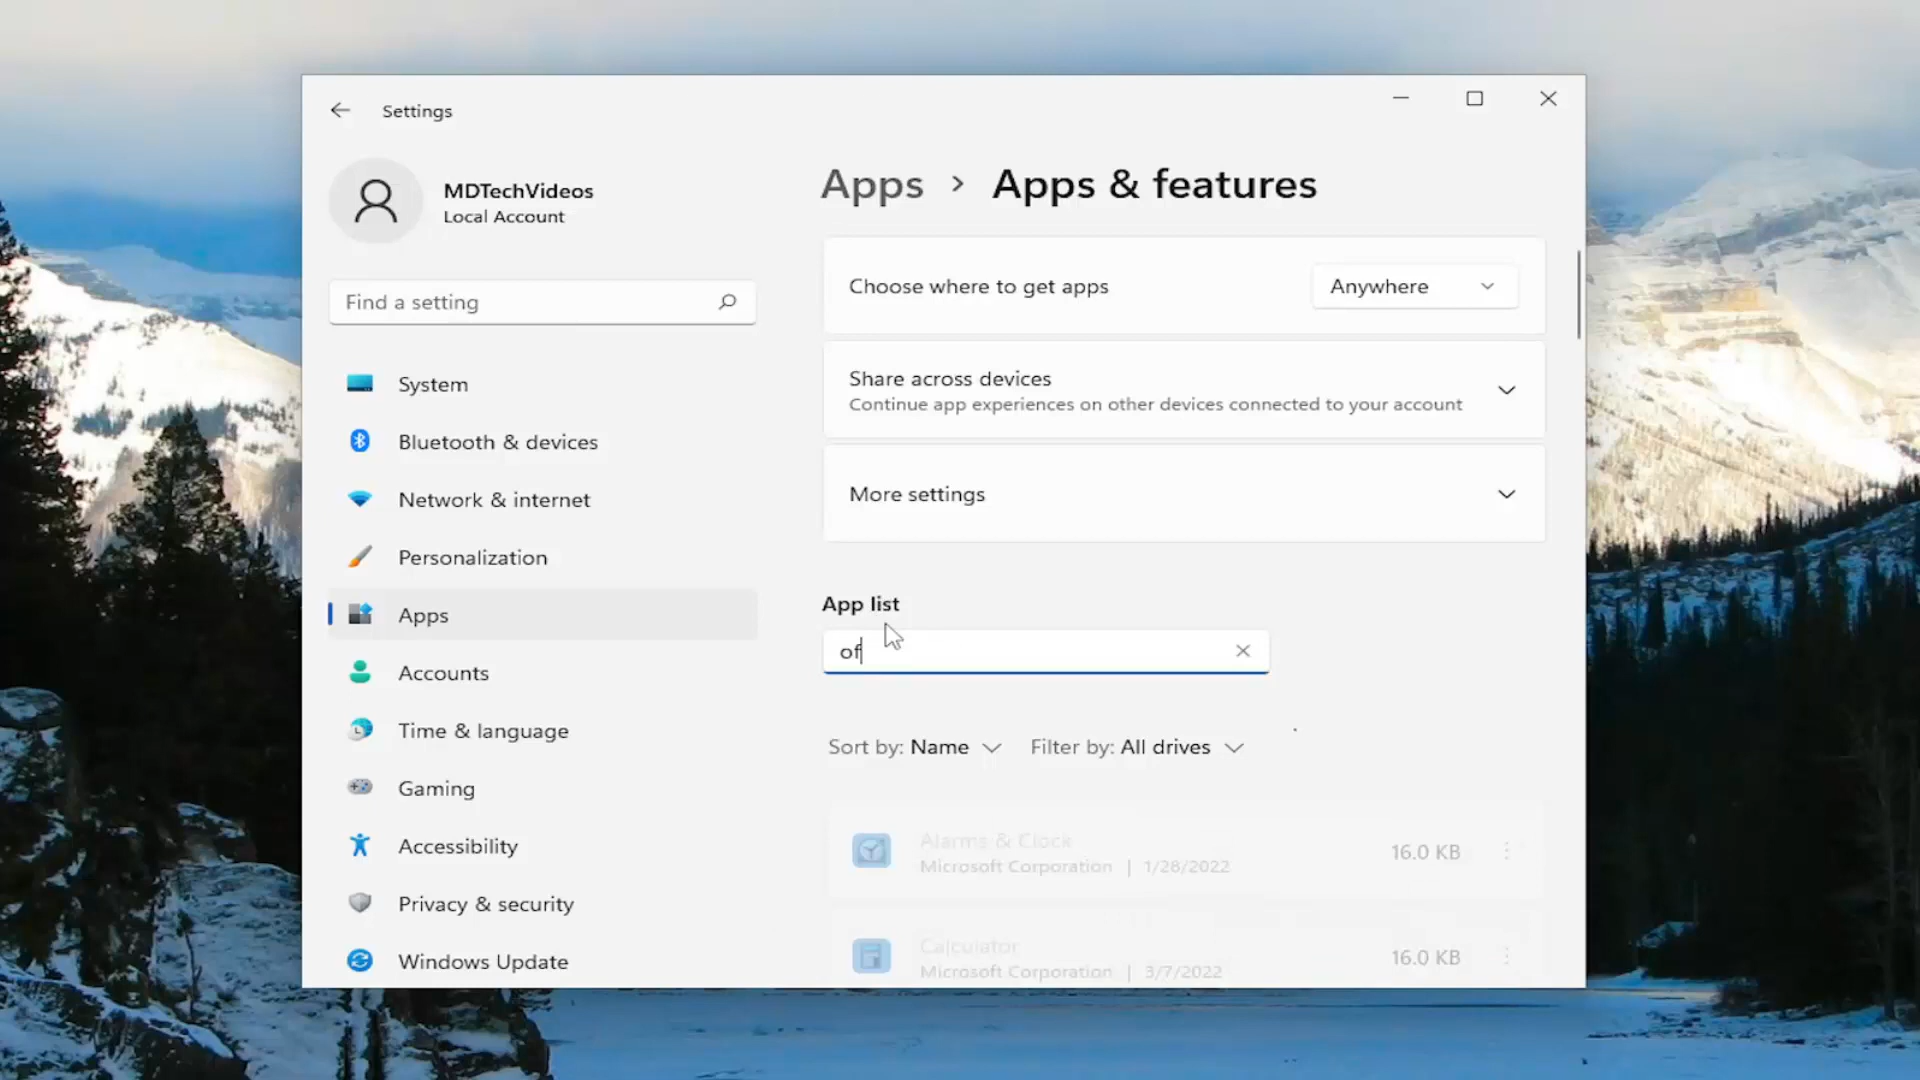 Settings
MDTechVideos
Local Account
Find a setting
System
Bluetooth & devices
Network & internet
Personalization
Apps
Accounts
Time & language
Gaming
Accessibility
Privacy & security
Windows Update
Apps > Apps & features
Choose where to get apps Anywhere
Share across devices
Continue app experiences on other devices connected to your account
More settings
App list
of
Sort by: Name Filter by: All drives
Alarms & Clock
Microsoft Corporation | 1/28/2022 16.0 KB
Calculator
Microsoft Corporation | 3/7/2022 16.0 KB